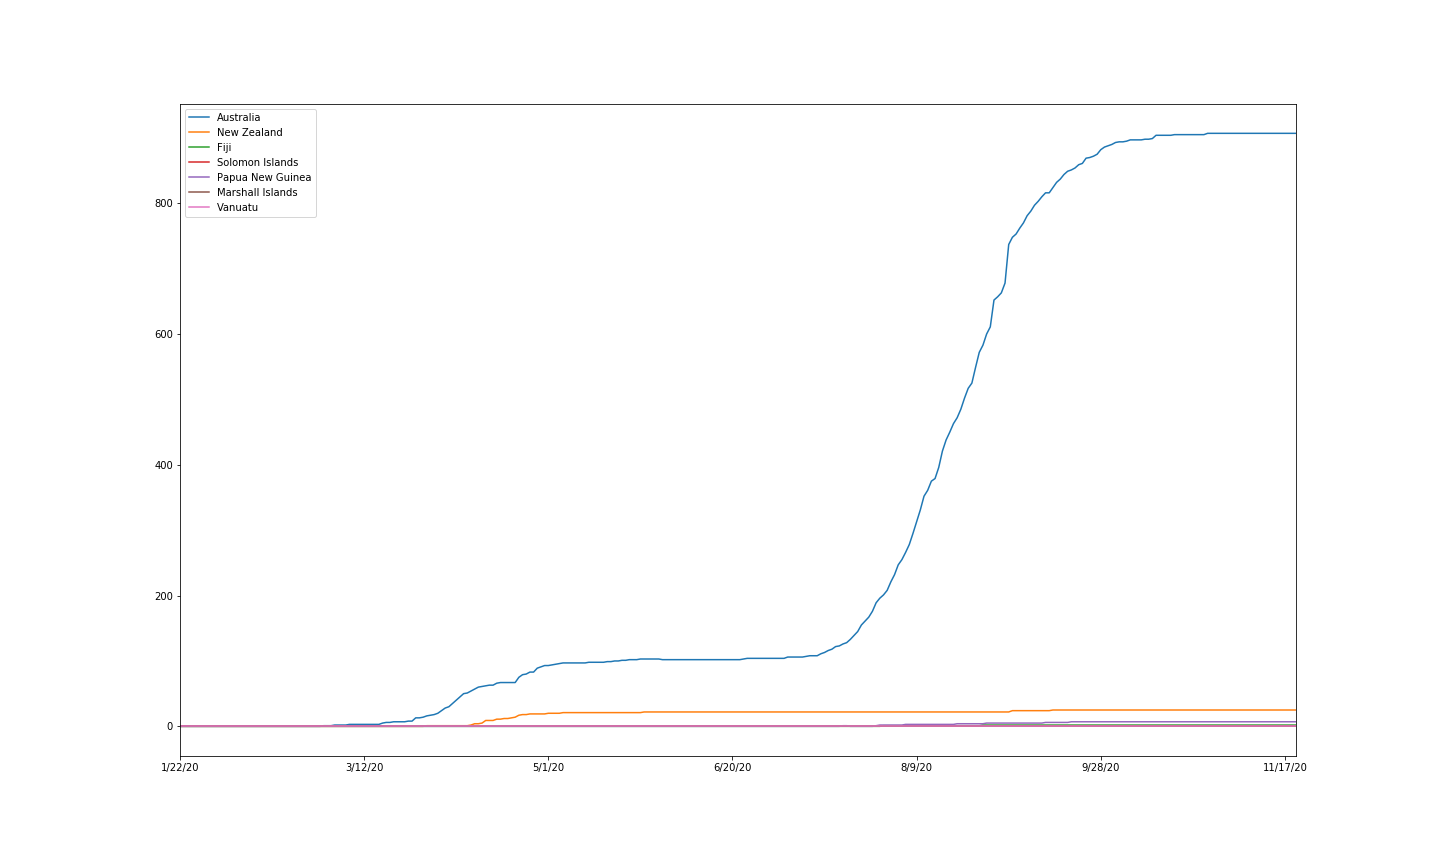 Australia
New Zealand
Fiji
Solomon Islands
Papua New Guinea
Marshall Islands
Vanuatu
800
600
400
200
0
1/22/20 3/12/20 5/1/20 6/20/20 8/9/20 9/28/20 11/17/20